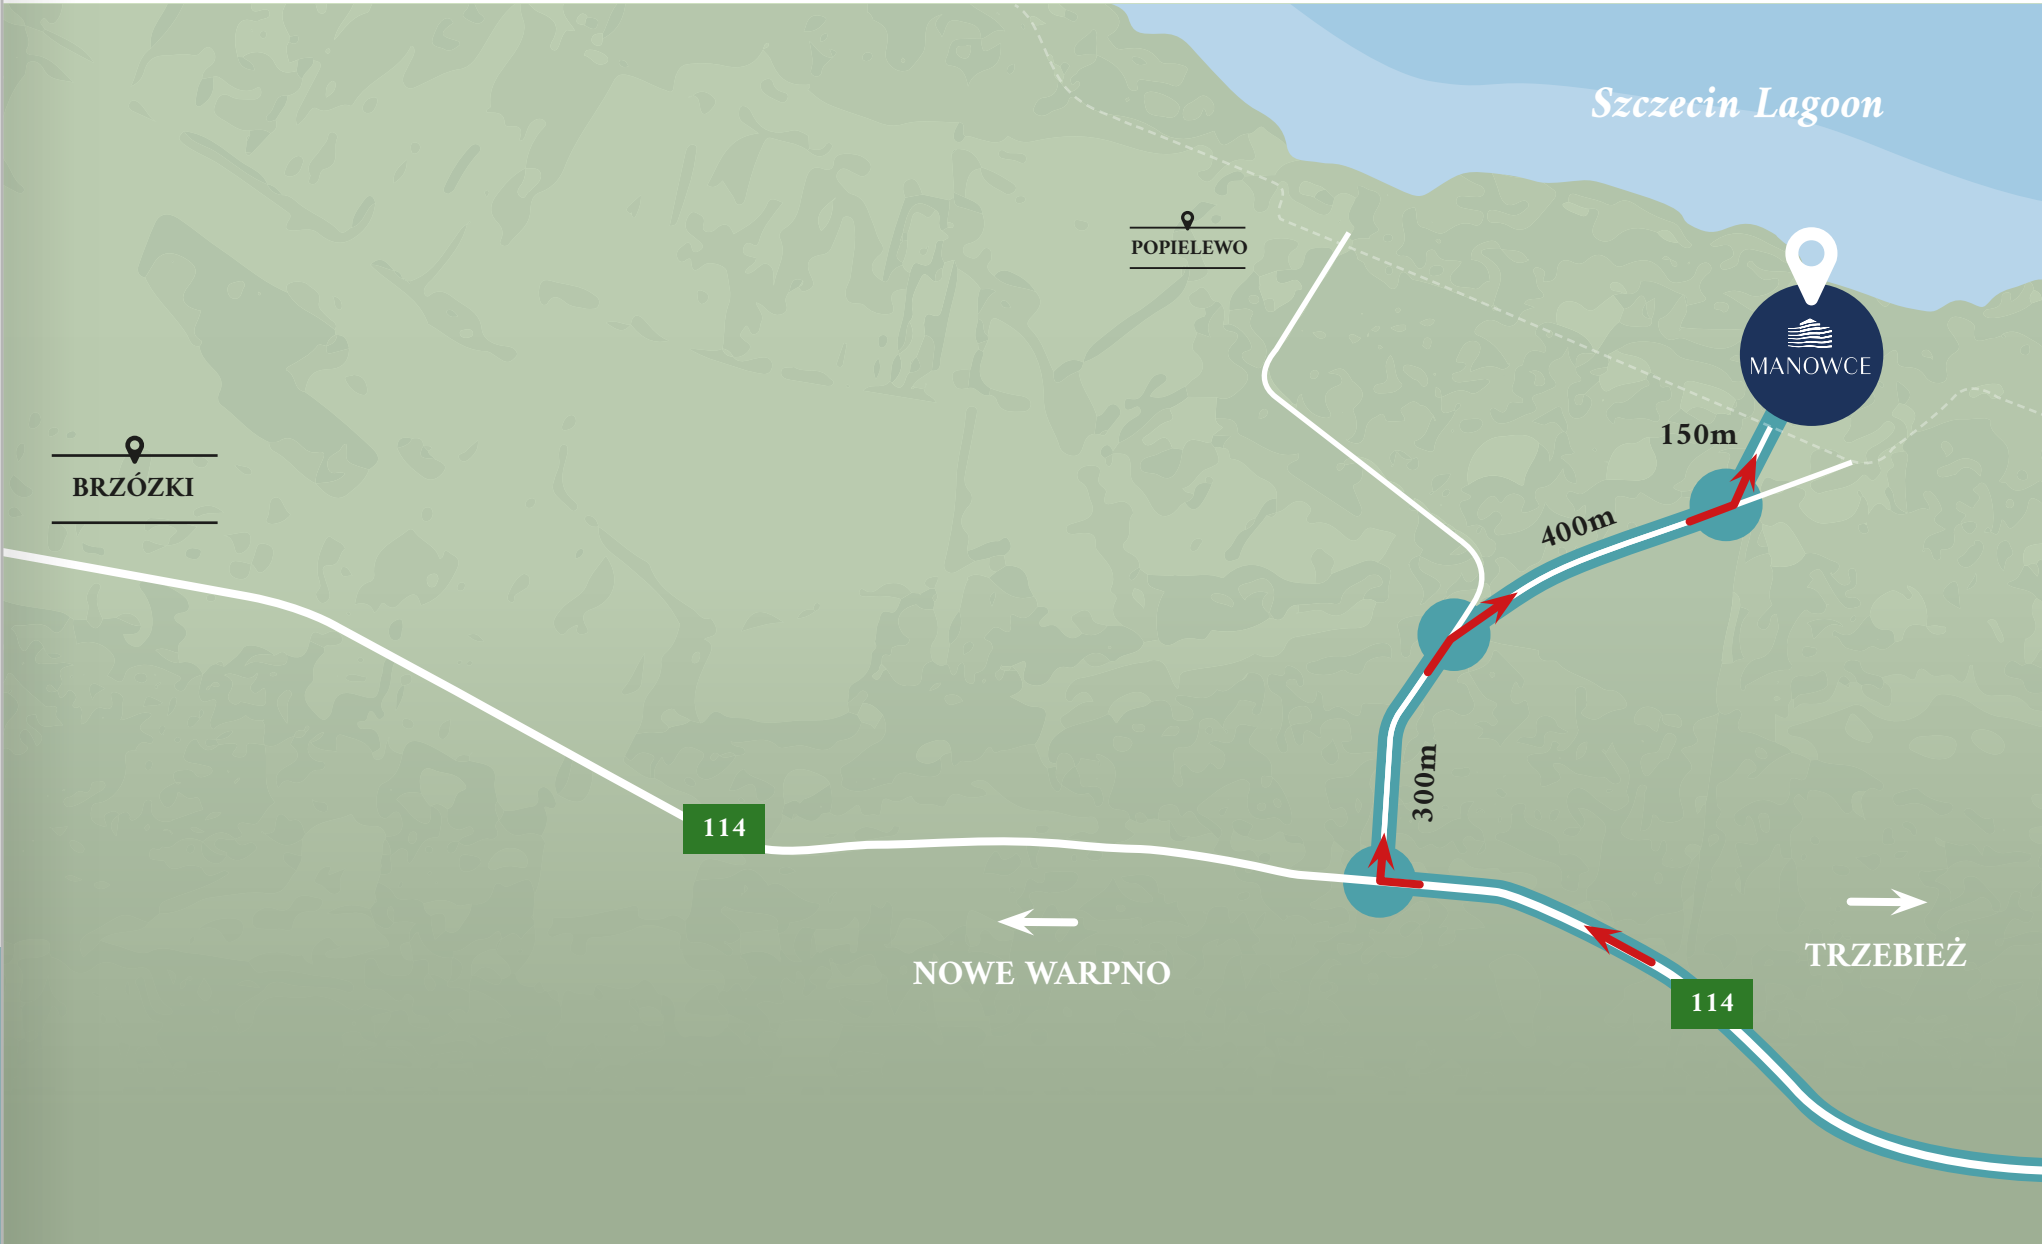 Szczecin Lagoon
POPIELEWO
MANOWCE
150m
BRZÓZKI
400m
300m
114
NOWE WARPNO
TRZEBIEŻ
114